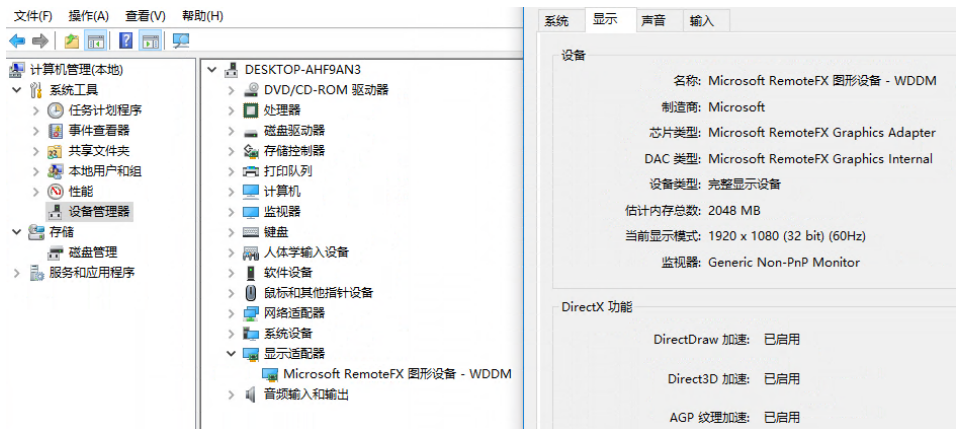 文件(F) 操作(A) 查看(V) 帮助(H)
计算机管理(本地)
系统工具
任务计划程序
事件查看器
共享文件夹
本地用户和组
性能
设备管理器
存储
磁盘管理
服务和应用程序
DESKTOP-AHF9AN3
DVD/CD-ROM 驱动器
处理器
磁盘驱动器
存储控制器
打印队列
计算机
监视器
键盘
人体学输入设备
软件设备
鼠标和其他指针设备
网络适配器
系统设备
显示适配器
Microsoft RemoteFX 图形设备 - WDDM
音频输入和输出
系统 显示 声音 输入
设备
名称: Microsoft RemoteFX 图形设备 - WDDM
制造商: Microsoft
芯片类型: Microsoft RemoteFX Graphics Adapter
DAC 类型: Microsoft RemoteFX Graphics Internal
设备类型: 完整显示设备
估计内存总数: 2048 MB
当前显示模式: 1920 x 1080 (32 bit) (60Hz)
监视器: Generic Non-PnP Monitor
DirectX 功能
DirectDraw 加速: 已启用
Direct3D 加速: 已启用
AGP 纹理加速: 已启用